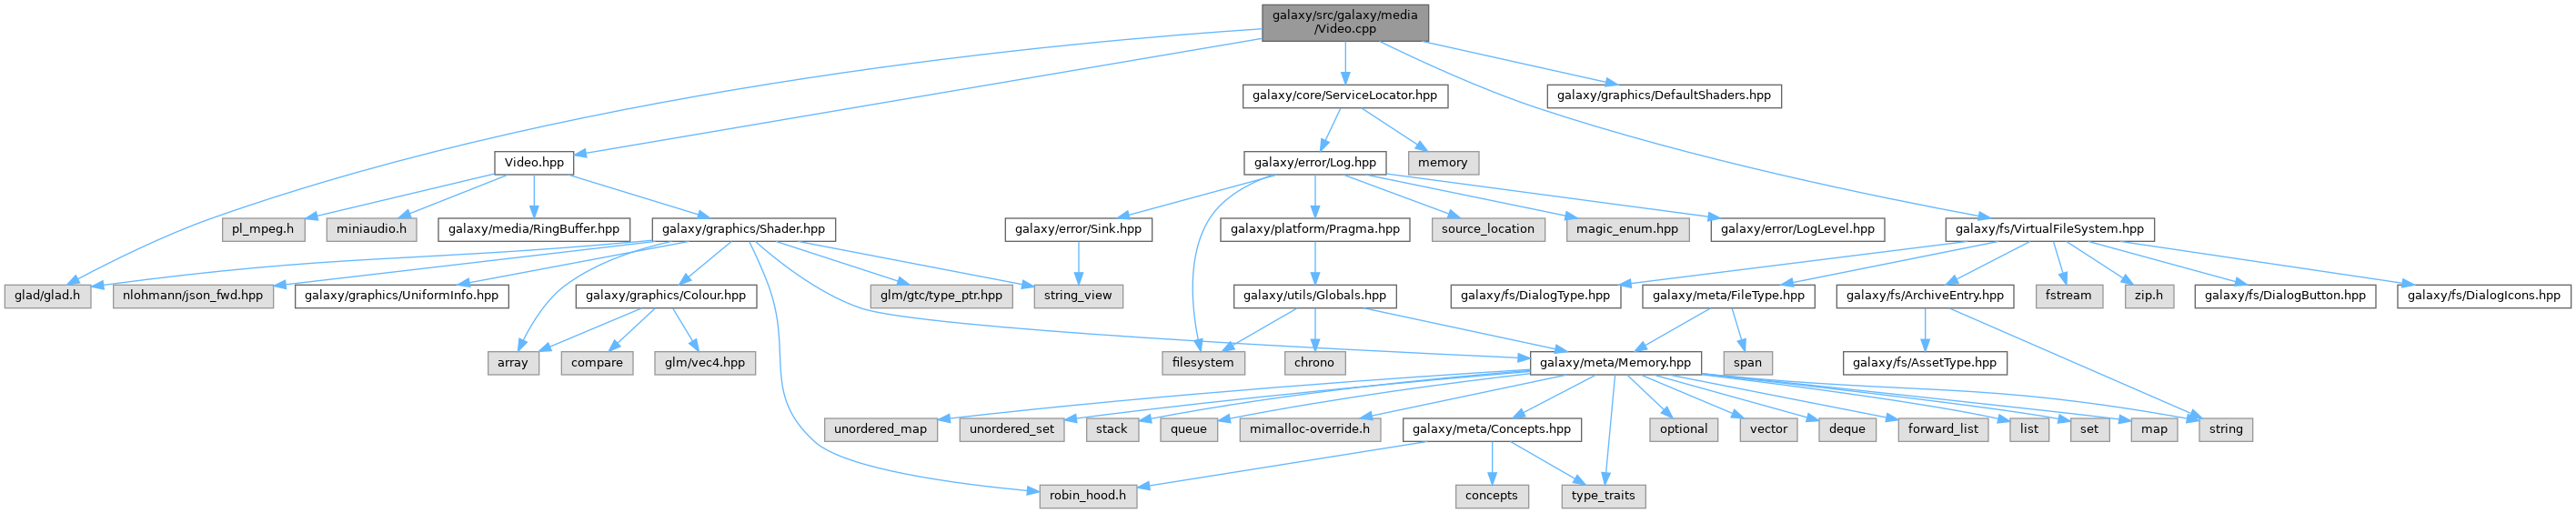 galaxy/src/galaxy/media
/Video.cpp
galaxy/core/ServiceLocator.hpp
galaxy/graphics/DefaultShaders.hpp
Video.hpp
galaxy/error/Log.hpp
memory
pl_mpeg.h
miniaudio.h
galaxy/media/RingBuffer.hpp
galaxy/graphics/Shader.hpp
galaxy/error/Sink.hpp
galaxy/platform/Pragma.hpp
source_location
magic_enum.hpp
galaxy/error/LogLevel.hpp
galaxy/fs/VirtualFileSystem.hpp
glad/glad.h
nlohmann/json_fwd.hpp
galaxy/graphics/UniformInfo.hpp
galaxy/graphics/Colour.hpp
glm/gtc/type_ptr.hpp
string_view
galaxy/utils/Globals.hpp
galaxy/fs/DialogType.hpp
galaxy/meta/FileType.hpp
galaxy/fs/ArchiveEntry.hpp
fstream
zip.h
galaxy/fs/DialogButton.hpp
galaxy/fs/DialogIcons.hpp
array
compare
glm/vec4.hpp
filesystem
chrono
galaxy/meta/Memory.hpp
span
galaxy/fs/AssetType.hpp
unordered_map
unordered_set
stack
queue
mimalloc-override.h
galaxy/meta/Concepts.hpp
optional
vector
deque
forward_list
list
set
map
string
robin_hood.h
concepts
type_traits